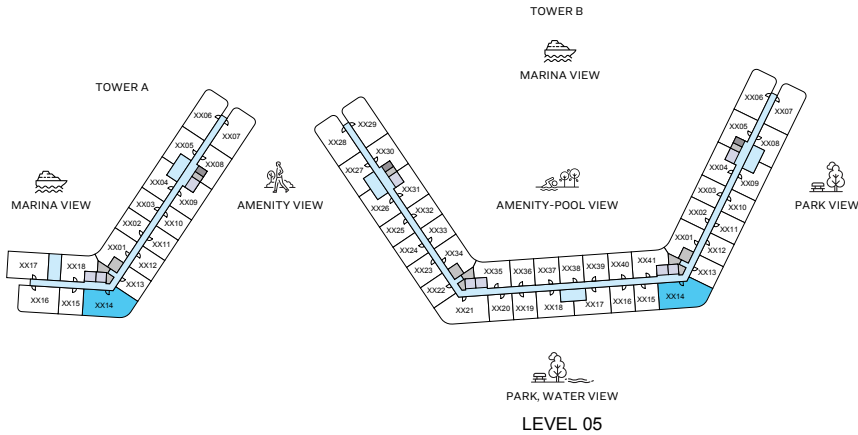 TOWER B
MARINA VIEW
TOWER A
XX06
XX07
XX05
XX08
XX04
XX09
XX03
XX10
XX02
XX11
XX01
XX12
XX13
XX18
XX17
XX16
XX15
XX14
MARINA VIEW
AMENITY VIEW
XX29
XX28
XX30
XX27
XX31
XX26
XX32
XX25
XX33
XX24
XX34
XX23
XX22
XX21
XX35
XX36
XX37
XX38
XX39
XX40
XX41
XX20
XX19
XX18
XX17
XX16
XX15
XX14
XX06
XX07
XX05
XX08
XX04
XX09
XX03
XX10
XX02
XX11
XX01
XX12
XX13
AMENITY-POOL VIEW
PARK VIEW
PARK, WATER VIEW
LEVEL 05